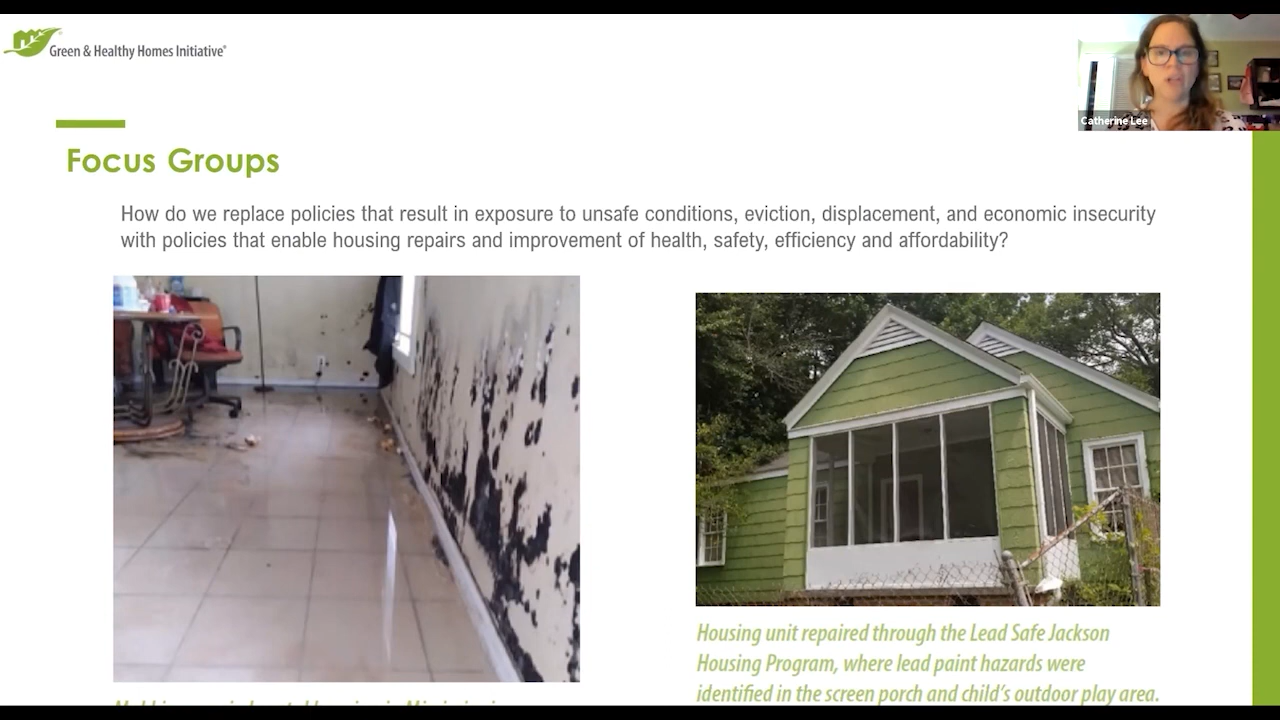 Green & Healthy Homes Initiative®
Catherine Lee
Focus Groups
How do we replace policies that result in exposure to unsafe conditions, eviction, displacement, and economic insecurity
with policies that enable housing repairs and improvement of health, safety, efficiency and affordability?
Housing unit repaired through the Lead Safe Jackson
Housing Program, where lead paint hazards were
identified in the screen porch and child's outdoor play area.